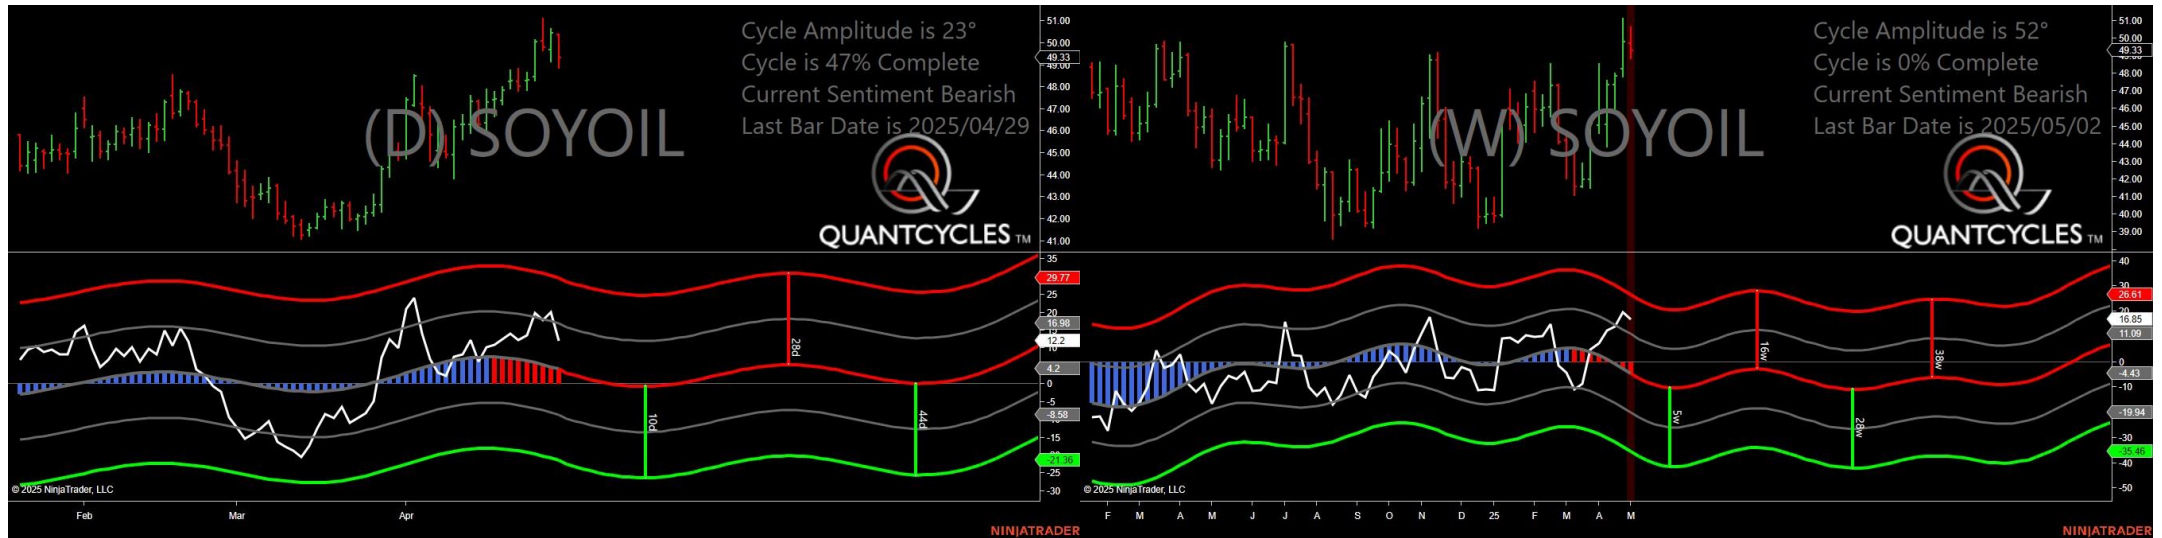 Cycle Amplitude is 23°
Cycle is 47% Complete
Current Sentiment Bearish
Last Bar Date is 2025/04/29
(D) SOYOIL
QUANTCYCLES TM
51.00
50.00
49.33
49.00
48.00
47.00
46.00
45.00
44.00
43.00
42.00
41.00
35
29.77
25
20
16.98
12.2
4.2
0
-5
-8.58
-15
-21.36
-25
-30
10d
28d
44d
© 2025 NinjaTrader, LLC
Feb
Mar
Apr
NINJATRADER
Cycle Amplitude is 52°
Cycle is 0% Complete
Current Sentiment Bearish
Last Bar Date is 2025/05/02
(W) SOYOIL
QUANTCYCLES TM
51.00
50.00
49.33
48.00
47.00
46.00
45.00
44.00
43.00
42.00
41.00
40.00
39.00
40
30
26.61
20
16.85
11.09
0
-4.43
-10
-19.94
-30
-35.46
-40
-50
5w
16w
28w
38w
© 2025 NinjaTrader, LLC
F M A M J J A S O N D 25 F M A M
NINJATRADER